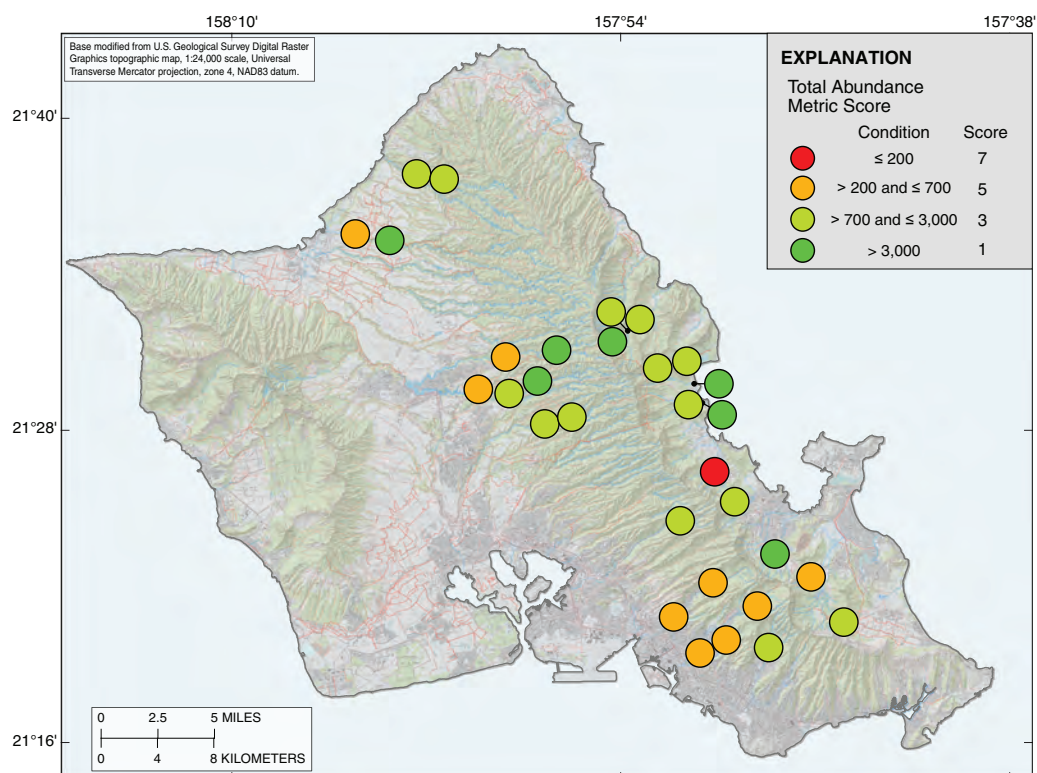 158°10' 157°54' 157°38'
Base modified from U.S. Geological Survey Digital Raster
Graphics topographic map, 1:24,000 scale, Universal
Transverse Mercator projection, zone 4, NAD83 datum.
EXPLANATION
Total Abundance
Metric Score
Condition Score
≤ 200 7
> 200 and ≤ 700 5
> 700 and ≤ 3,000 3
> 3,000 1
21°40'
21°28'
21°16'
0 2.5 5 MILES
0 4 8 KILOMETERS